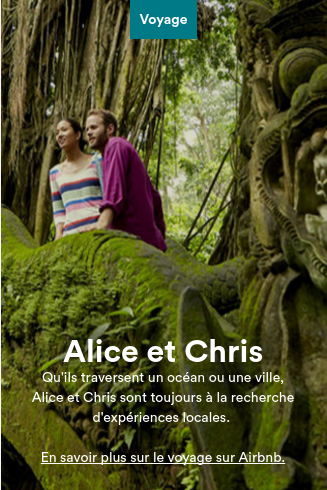 Voyage
Alice et Chris
Qu'ils traversent un océan ou une ville,
Alice et Chris sont toujours à la recherche
d'expériences locales.
En savoir plus sur le voyage sur Airbnb.